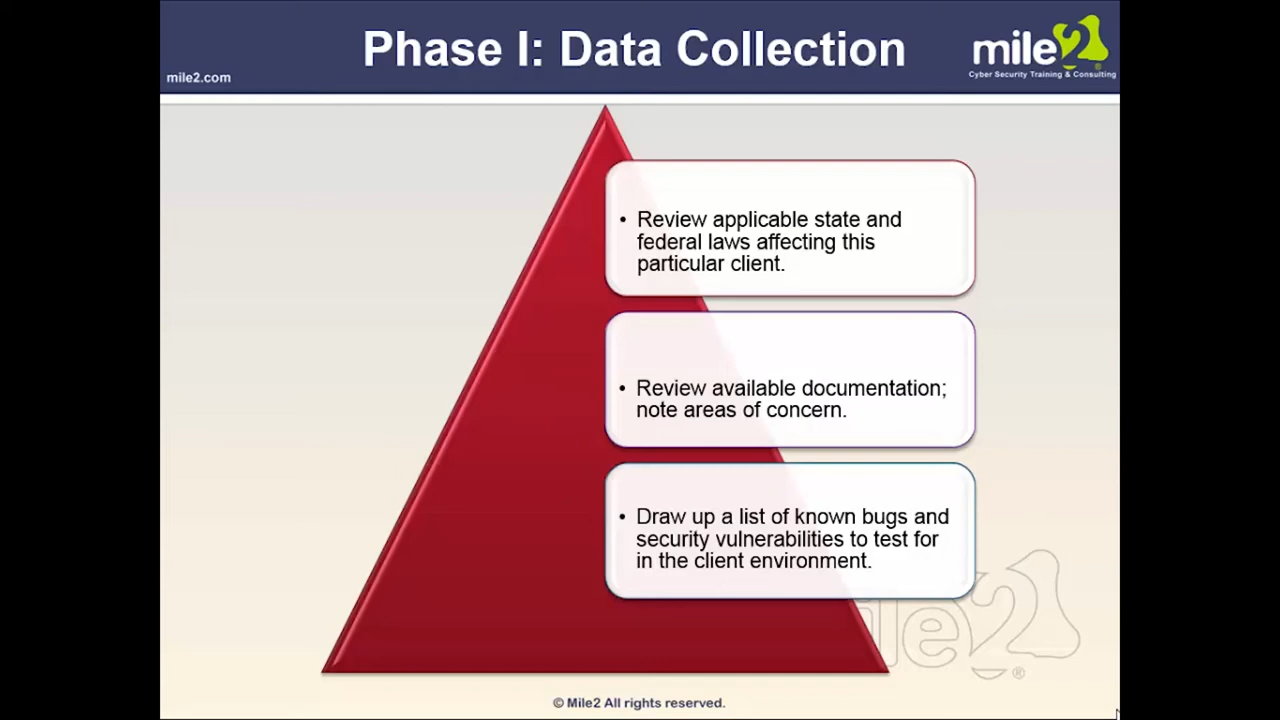 Phase I: Data Collection
mile2
Cyber Security Training & Consulting
mile2.com
• Review applicable state and
federal laws affecting this
particular client.
• Review available documentation;
note areas of concern.
• Draw up a list of known bugs and
security vulnerabilities to test for
in the client environment.
ile2
®
© Mile2 All rights reserved.